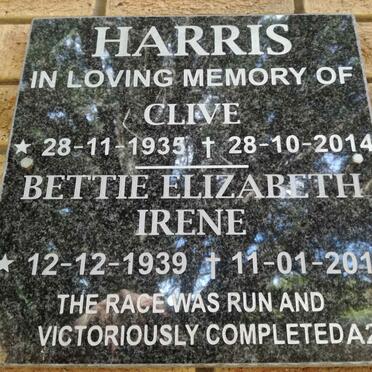 HARRIS
IN LOVING MEMORY OF
CLIVE
★ 28-11-1935 † 28-10-2014
BETTIE ELIZABETH
IRENE
★ 12-12-1939 † 11-01-201
THE RACE WAS RUN AND
VICTORIOUSLY COMPLETED A2